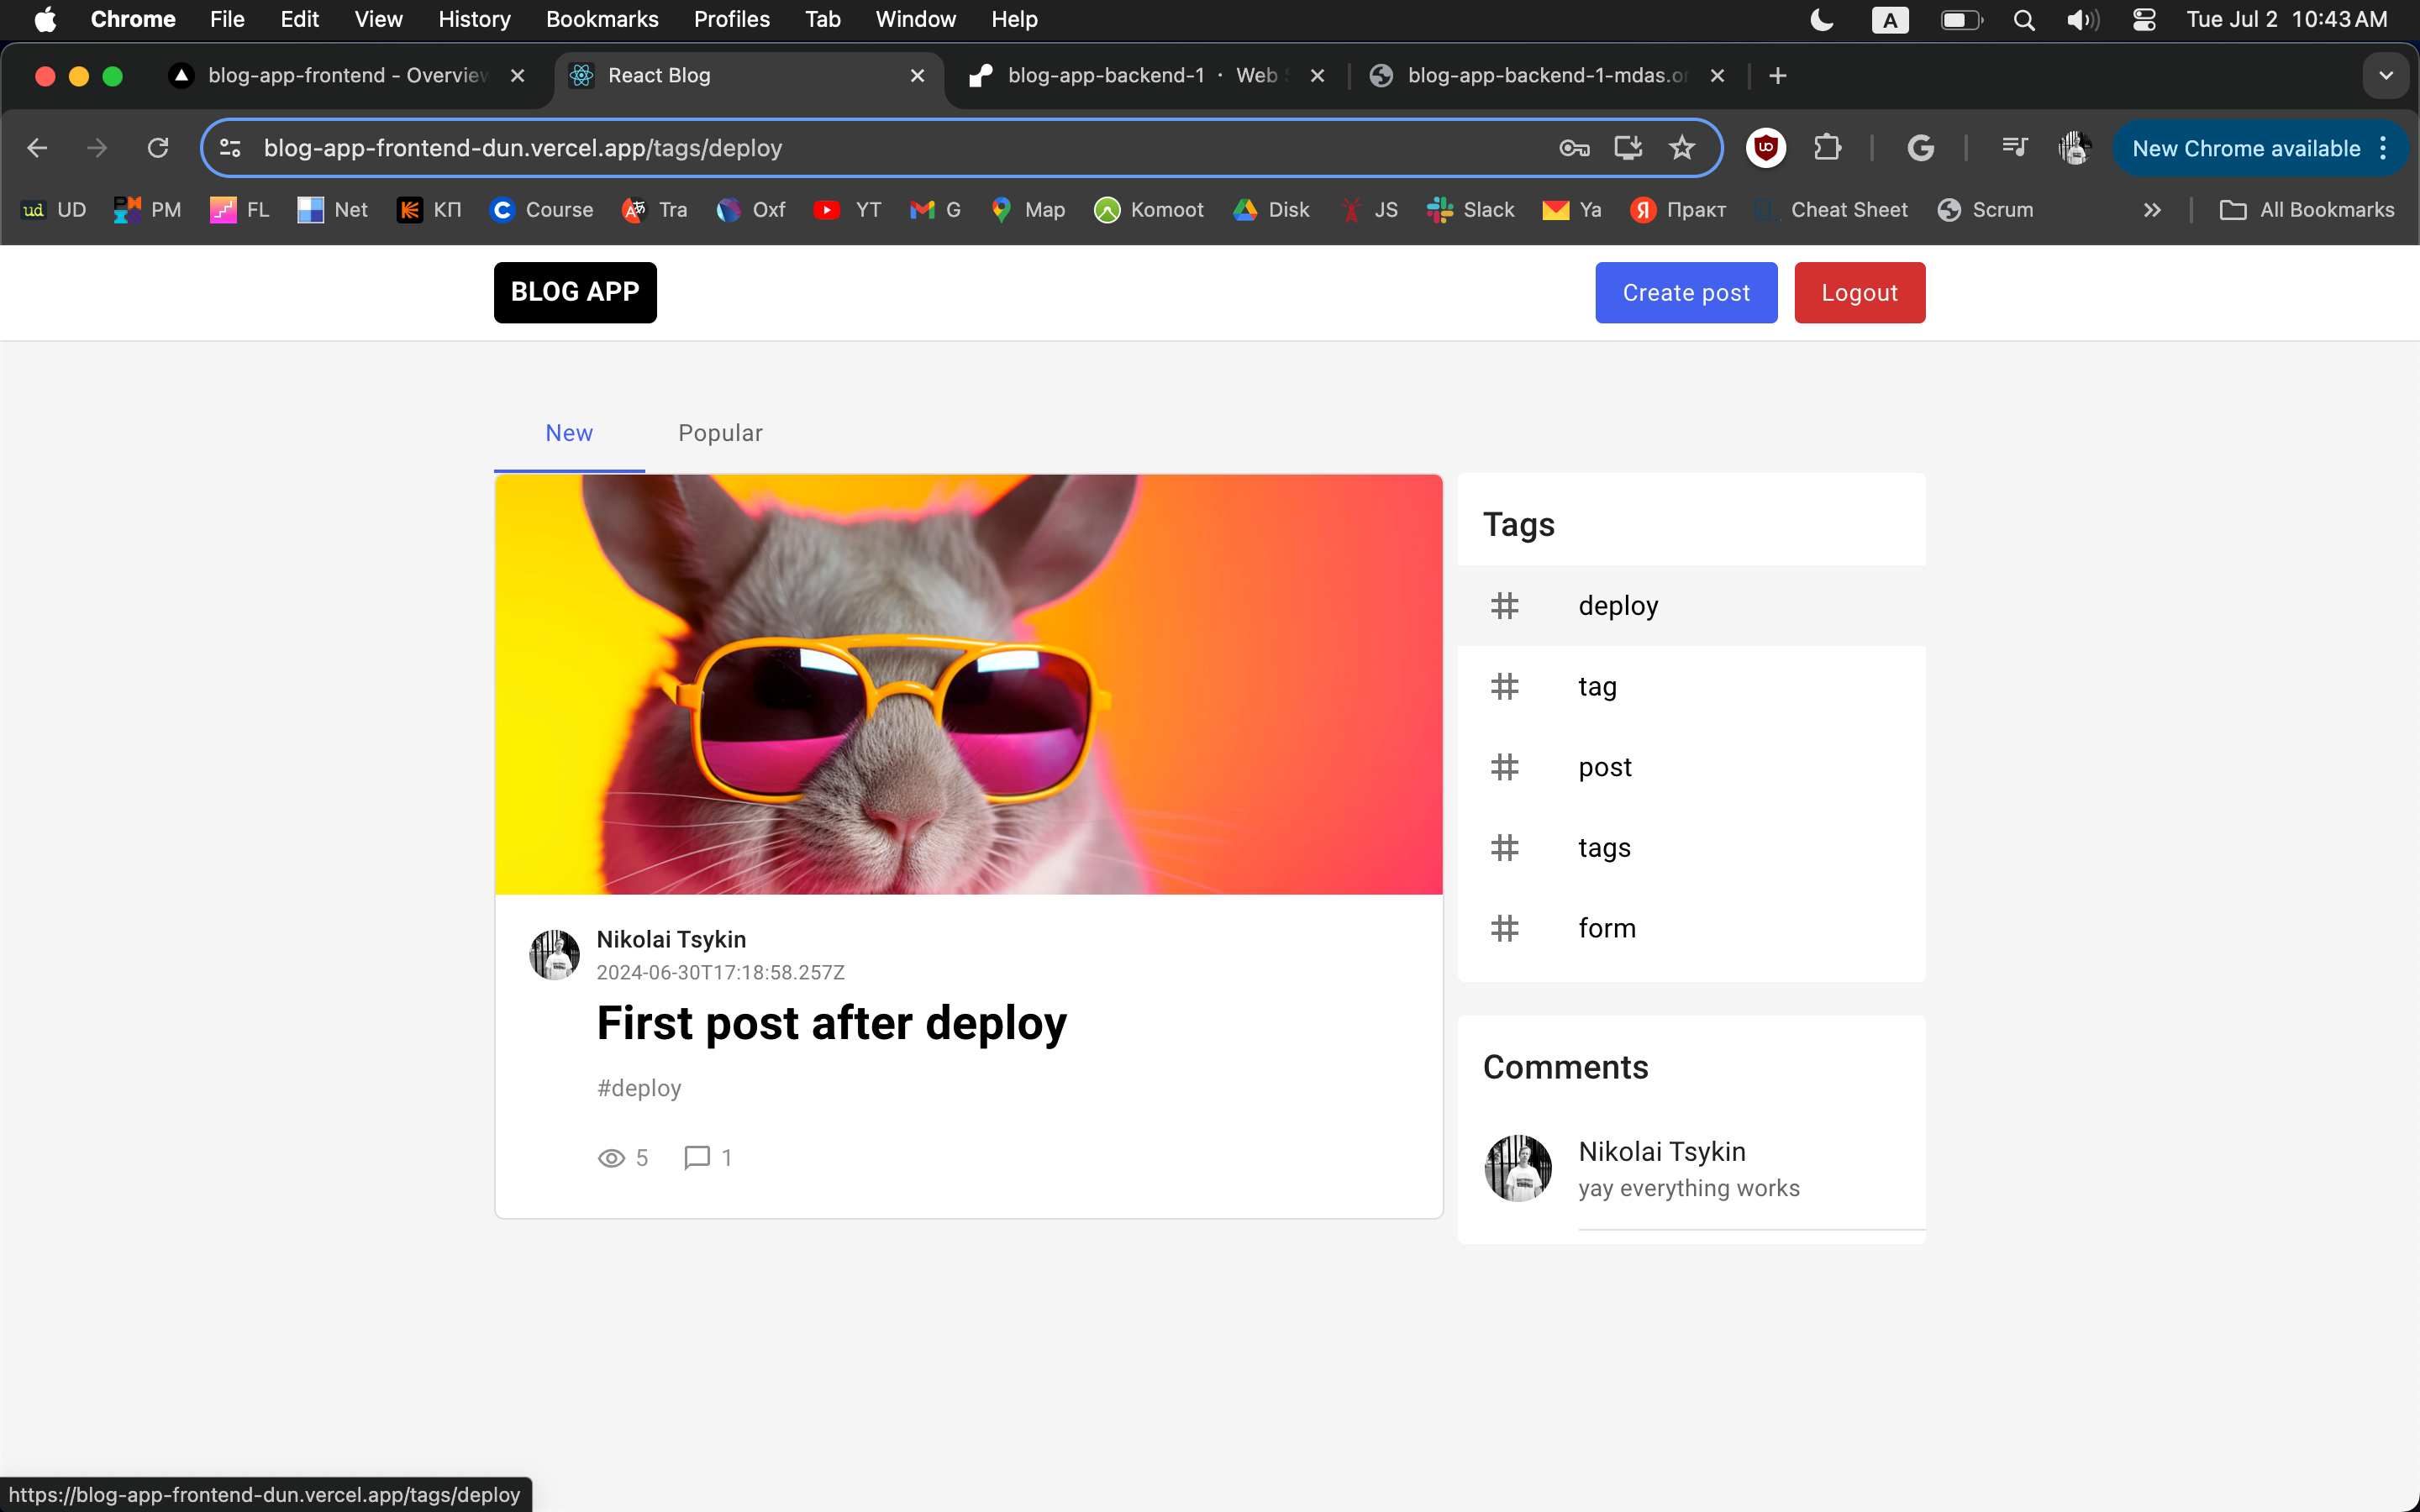 Chrome File Edit View History Bookmarks Profiles Tab Window Help A Tue Jul 2 10:43 AM
blog-app-frontend - Overview React Blog blog-app-backend-1 · Web blog-app-backend-1-mdas.o
blog-app-frontend-dun.vercel.app/tags/deploy New Chrome available
ud UD PM FL Net КП Course Tra Oxf YT G Map Komoot Disk JS Slack Ya Практ Cheat Sheet Scrum All Bookmarks
BLOG APP Create post Logout
New Popular
Tags
deploy
tag
post
tags
form
Nikolai Tsykin
2024-06-30T17:18:58.257Z
First post after deploy
#deploy
5 1
Comments
Nikolai Tsykin
yay everything works
https://blog-app-frontend-dun.vercel.app/tags/deploy